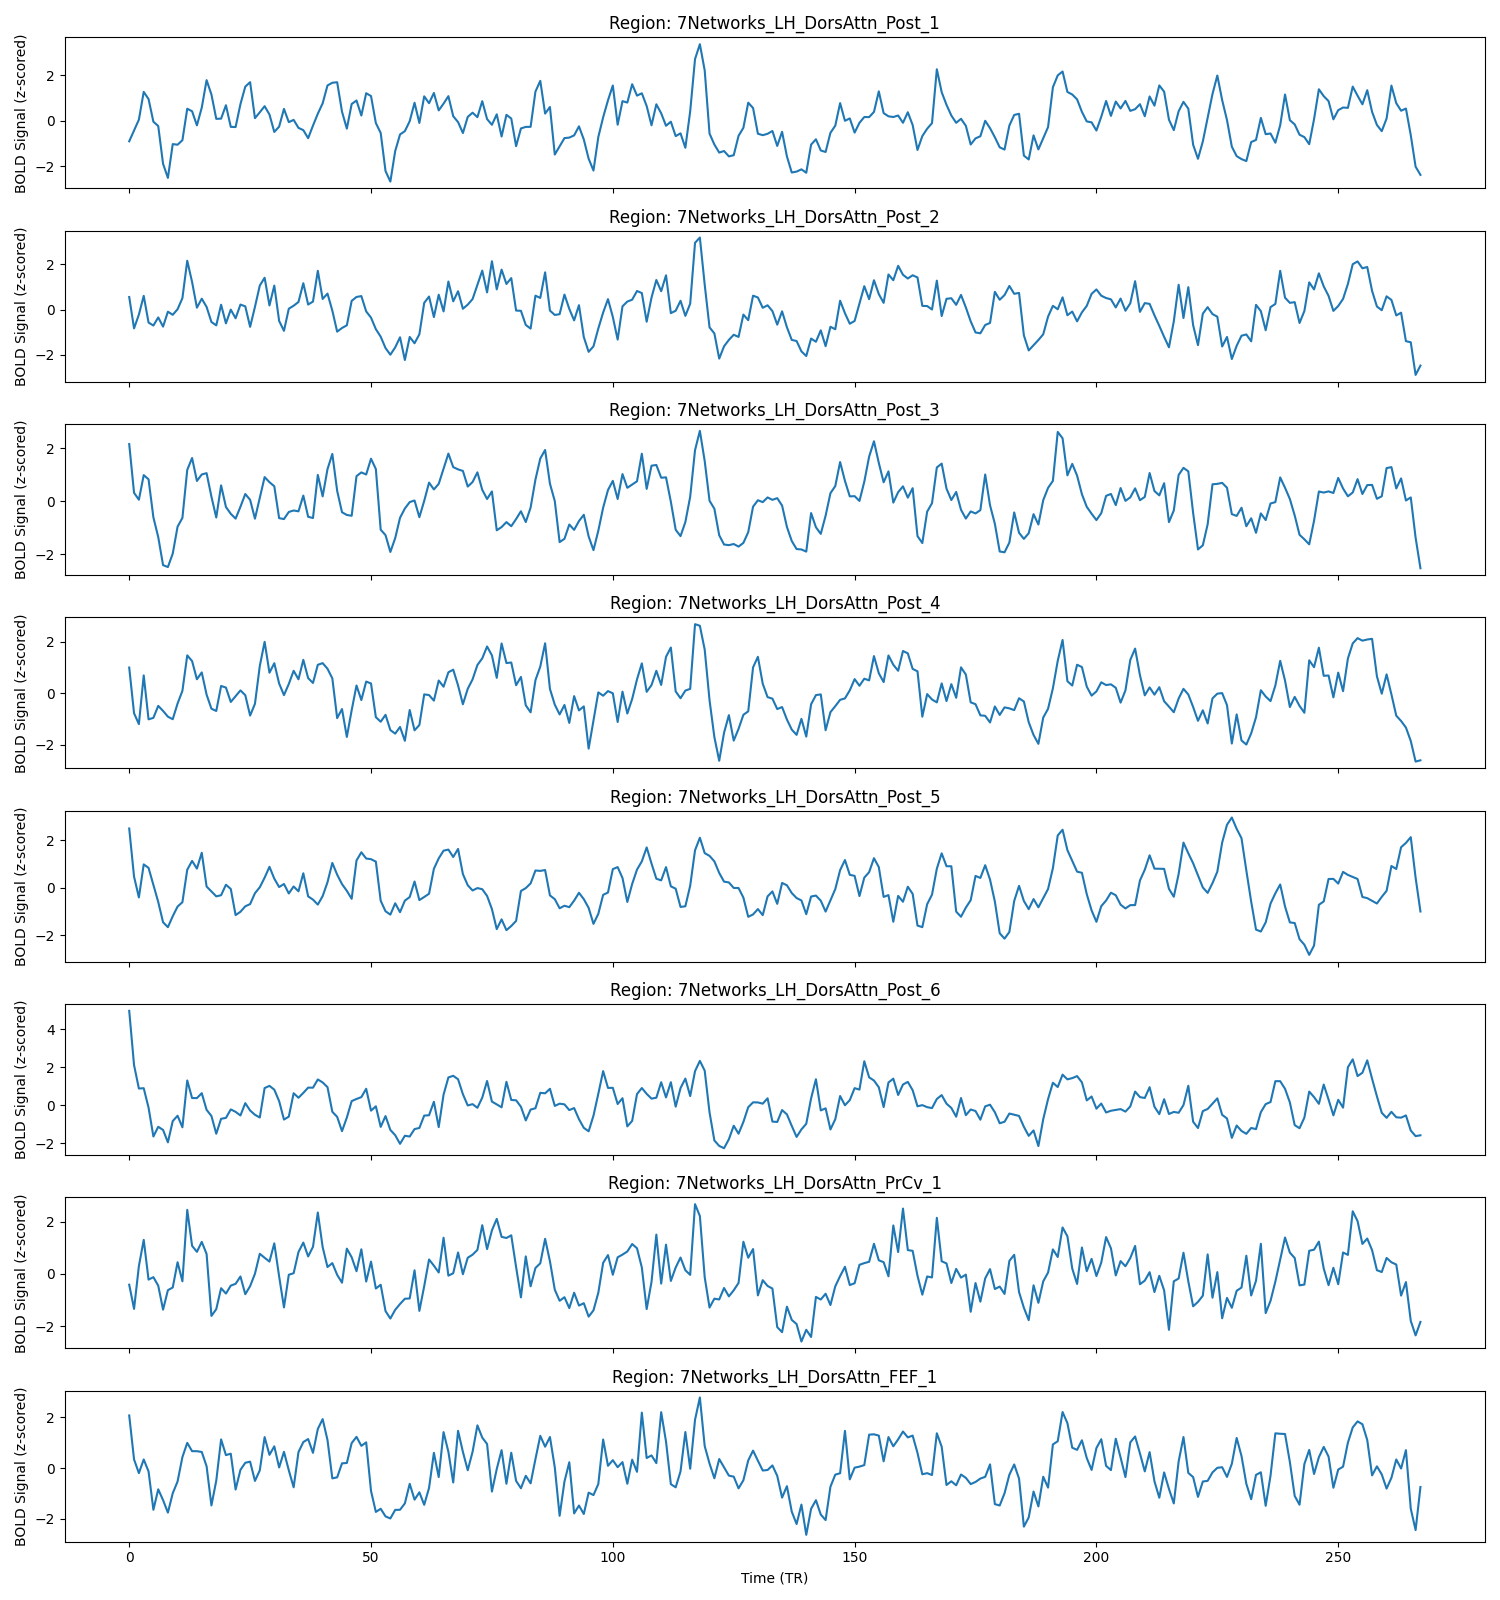 Region: 7Networks_LH_DorsAttn_Post_1
BOLD Signal (z-scored)
2
0
−2
Region: 7Networks_LH_DorsAttn_Post_2
BOLD Signal (z-scored)
2
0
−2
Region: 7Networks_LH_DorsAttn_Post_3
BOLD Signal (z-scored)
2
0
−2
Region: 7Networks_LH_DorsAttn_Post_4
BOLD Signal (z-scored)
2
0
−2
Region: 7Networks_LH_DorsAttn_Post_5
BOLD Signal (z-scored)
2
0
−2
Region: 7Networks_LH_DorsAttn_Post_6
BOLD Signal (z-scored)
4
2
0
−2
Region: 7Networks_LH_DorsAttn_PrCv_1
BOLD Signal (z-scored)
2
0
−2
Region: 7Networks_LH_DorsAttn_FEF_1
BOLD Signal (z-scored)
2
0
−2
0 50 100 150 200 250
Time (TR)